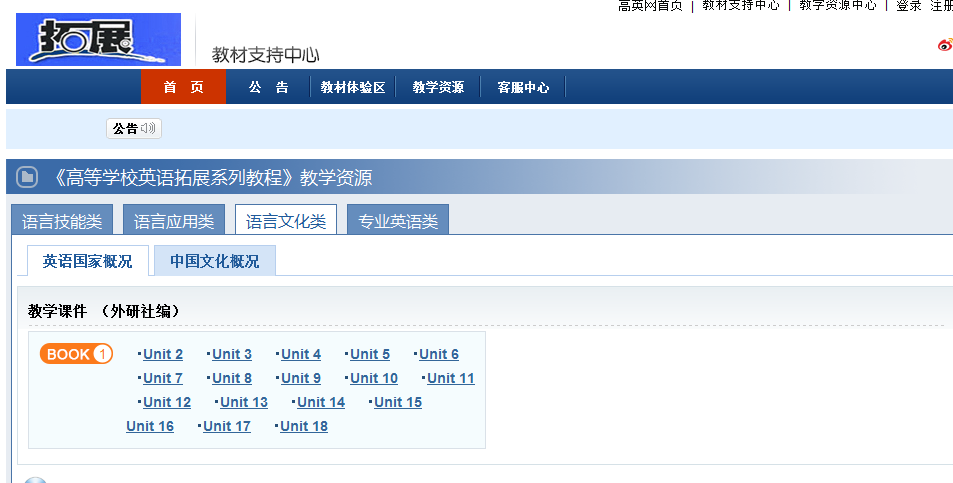 高英网首页 | 教材支持中心 | 教学资源中心 | 登录 注册
拓展
教材支持中心
首 页 公 告 教材体验区 教学资源 客服中心
公告
《高等学校英语拓展系列教程》教学资源
语言技能类 语言应用类 语言文化类 专业英语类
英语国家概况 中国文化概况
教学课件 （外研社编）
BOOK 1 ·Unit 2 ·Unit 3 ·Unit 4 ·Unit 5 ·Unit 6
·Unit 7 ·Unit 8 ·Unit 9 ·Unit 10 ·Unit 11
·Unit 12 ·Unit 13 ·Unit 14 ·Unit 15
Unit 16 ·Unit 17 ·Unit 18